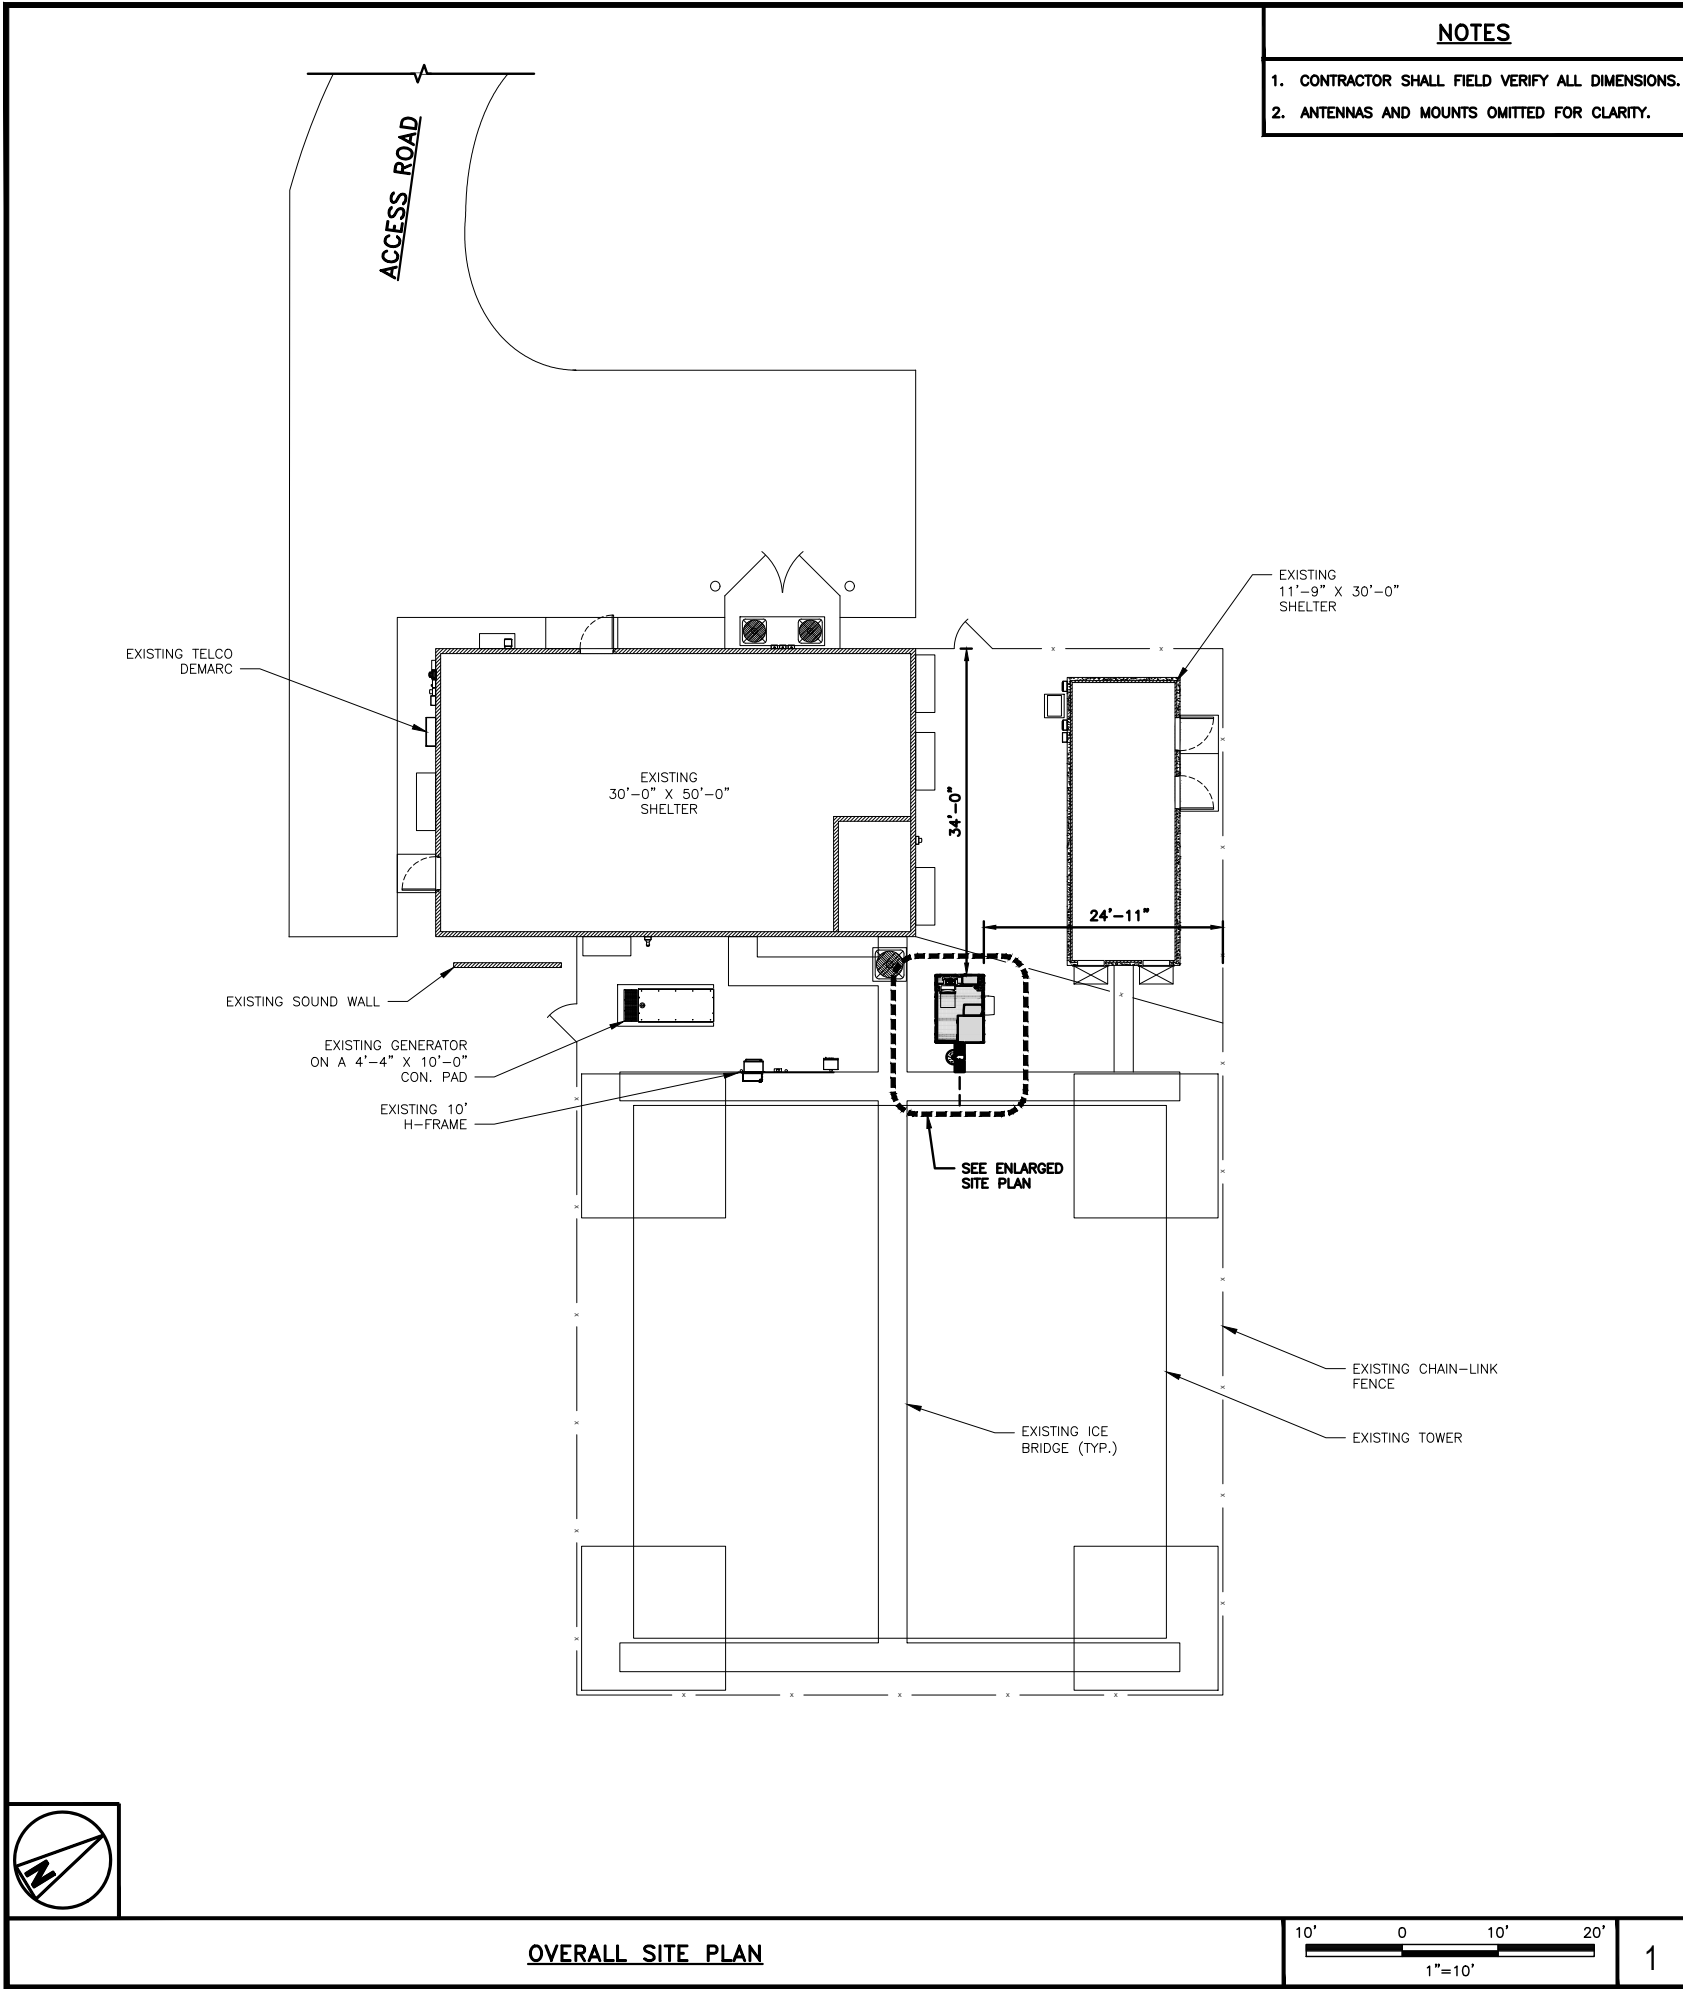 NOTES
1. CONTRACTOR SHALL FIELD VERIFY ALL DIMENSIONS.
2. ANTENNAS AND MOUNTS OMITTED FOR CLARITY.
ACCESS ROAD
EXISTING
11'-9" X 30'-0"
SHELTER
EXISTING TELCO
DEMARC
EXISTING
30'-0" X 50'-0"
SHELTER
34'-0"
24'-11"
EXISTING SOUND WALL
EXISTING GENERATOR
ON A 4'-4" X 10'-0"
CON. PAD
EXISTING 10'
H-FRAME
SEE ENLARGED
SITE PLAN
EXISTING CHAIN-LINK
FENCE
EXISTING ICE
BRIDGE (TYP.)
EXISTING TOWER
N
OVERALL SITE PLAN
10' 0 10' 20'
1"=10'
1